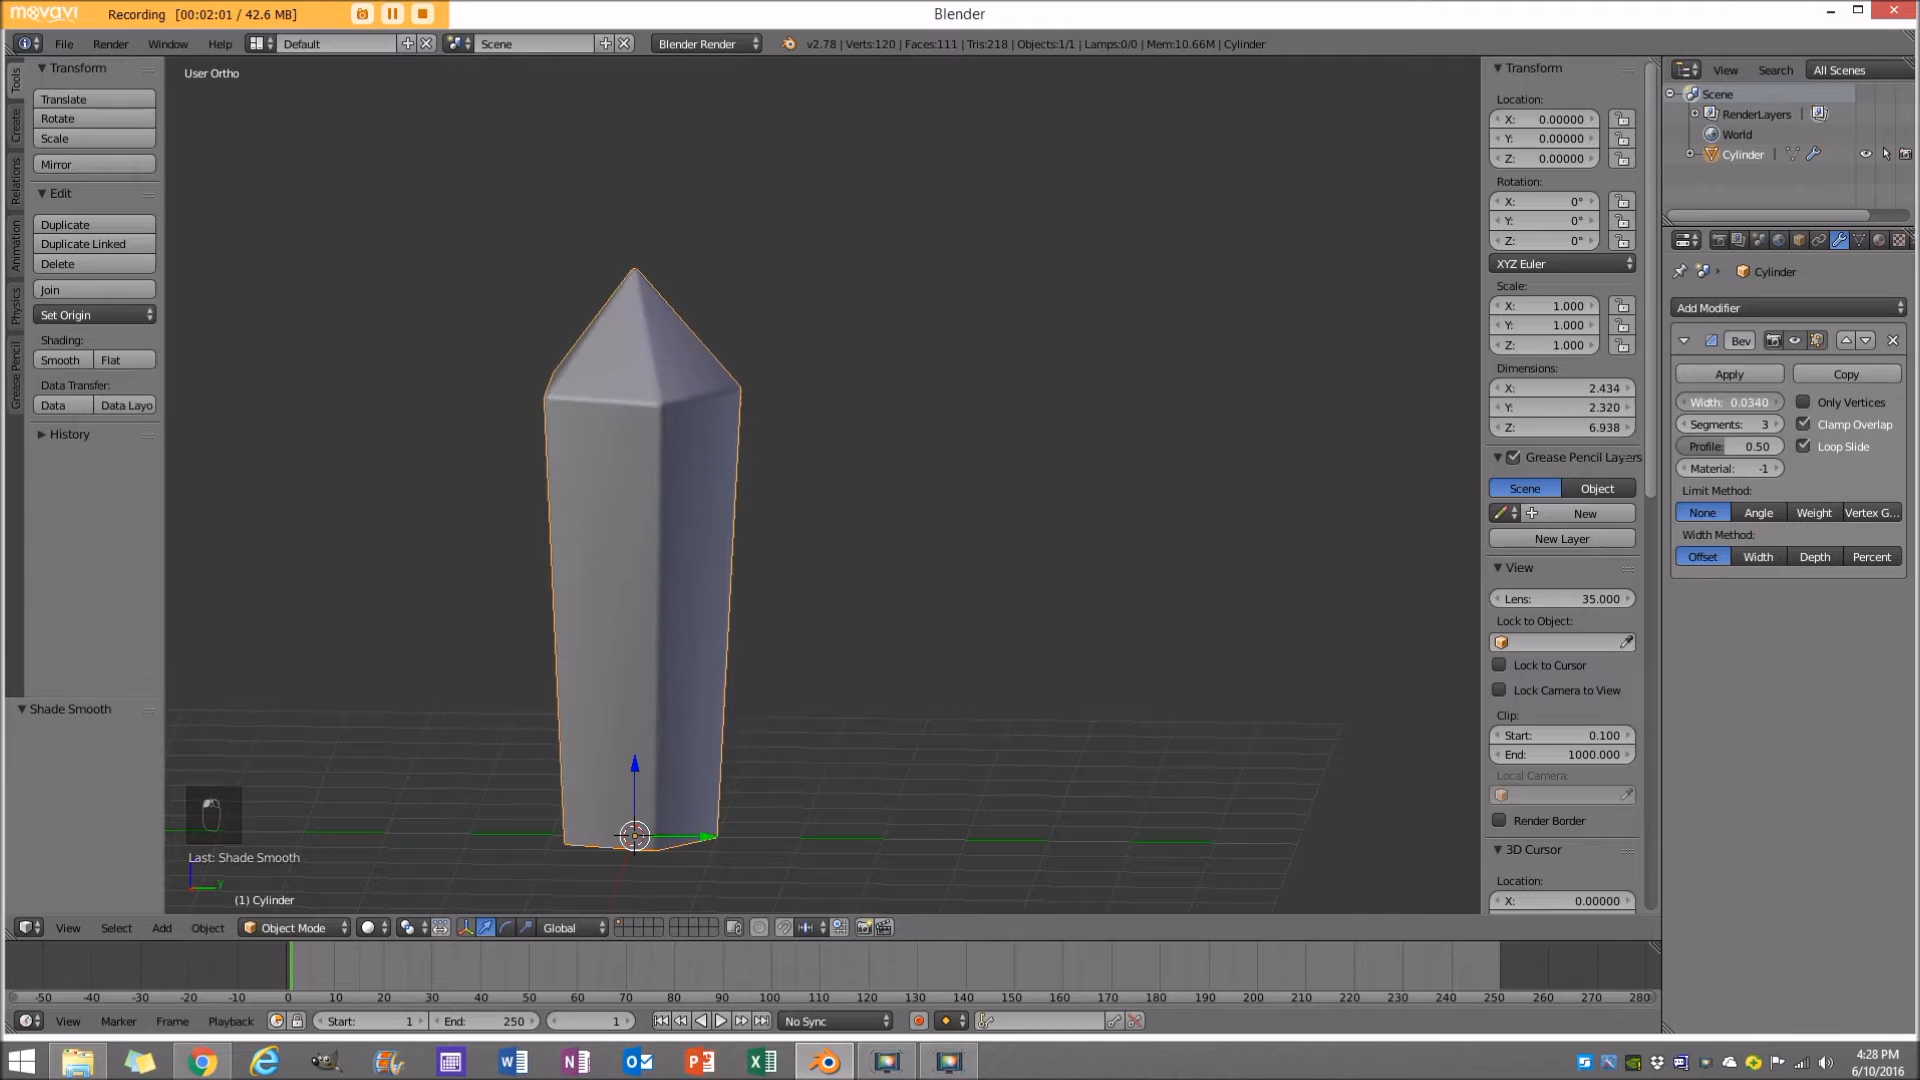 movavi Recording [00:02:01 / 42.6 MB]
Blender
File Render Window Help Default Scene Blender Render v2.78 | Verts:120 | Faces:111 | Tris:218 | Objects:1/1 | Lamps:0/0 | Mem:10.66M | Cylinder
Tools
Create
Relations
Animation
Physics
Grease Pencil
Transform
Translate
Rotate
Scale
Mirror
Edit
Duplicate
Duplicate Linked
Delete
Join
Set Origin
Shading:
Smooth Flat
Data Transfer:
Data Data Layo
History
Shade Smooth
User Ortho
Last: Shade Smooth
y
(1) Cylinder
Transform
Location:
X: 0.00000
Y: 0.00000
Z: 0.00000
Rotation:
X: 0°
Y: 0°
Z: 0°
XYZ Euler
Scale:
X: 1.000
Y: 1.000
Z: 1.000
Dimensions:
X: 2.434
Y: 2.320
Z: 6.938
Grease Pencil Layers
Scene Object
New
New Layer
View
Lens: 35.000
Lock to Object:
Lock to Cursor
Lock Camera to View
Clip:
Start: 0.100
End: 1000.000
Local Camera:
Render Border
3D Cursor
Location:
X: 0.00000
View Search All Scenes
Scene
RenderLayers |
World
Cylinder |
Cylinder
Add Modifier
Bev
Apply Copy
Width: 0.0340 Only Vertices
Segments: 3 Clamp Overlap
Profile: 0.50 Loop Slide
Material: -1
Limit Method:
None Angle Weight Vertex G...
Width Method:
Offset Width Depth Percent
View Select Add Object Object Mode Global
-50 -40 -30 -20 -10 0 10 20 30 40 50 60 70 80 90 100 110 120 130 140 150 160 170 180 190 200 210 220 230 240 250 260 270 280
View Marker Frame Playback Start: 1 End: 250 1 No Sync
4:28 PM
6/10/2016